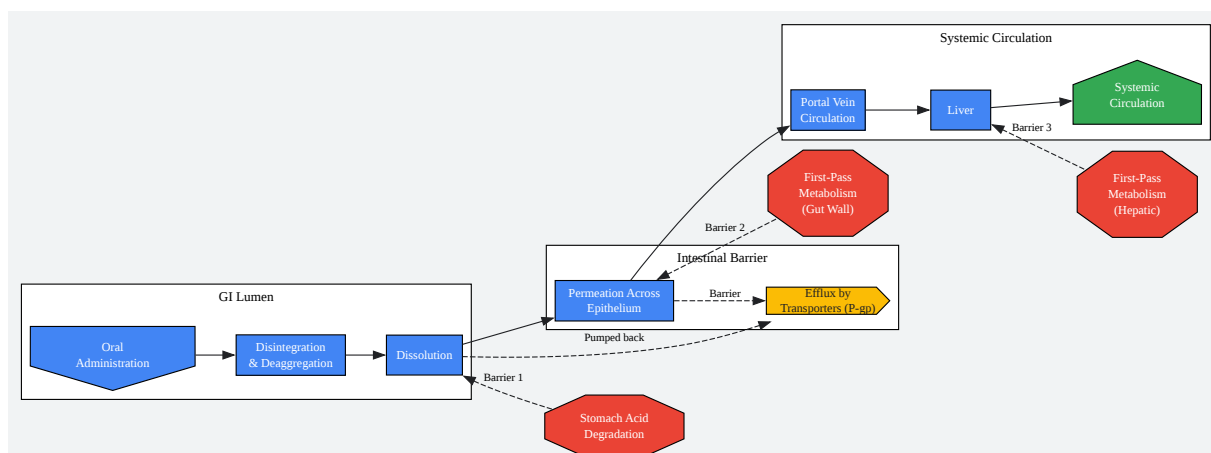 Systemic Circulation
Portal Vein
Circulation
Liver
Systemic
Circulation
Barrier 3
First-Pass
Metabolism
(Gut Wall)
First-Pass
Metabolism
(Hepatic)
Barrier 2
Intestinal Barrier
Permeation Across
Epithelium
Barrier
Efflux by
Transporters (P-gp)
Pumped back
GI Lumen
Oral
Administration
Disintegration
& Deaggregation
Dissolution
Barrier 1
Stomach Acid
Degradation